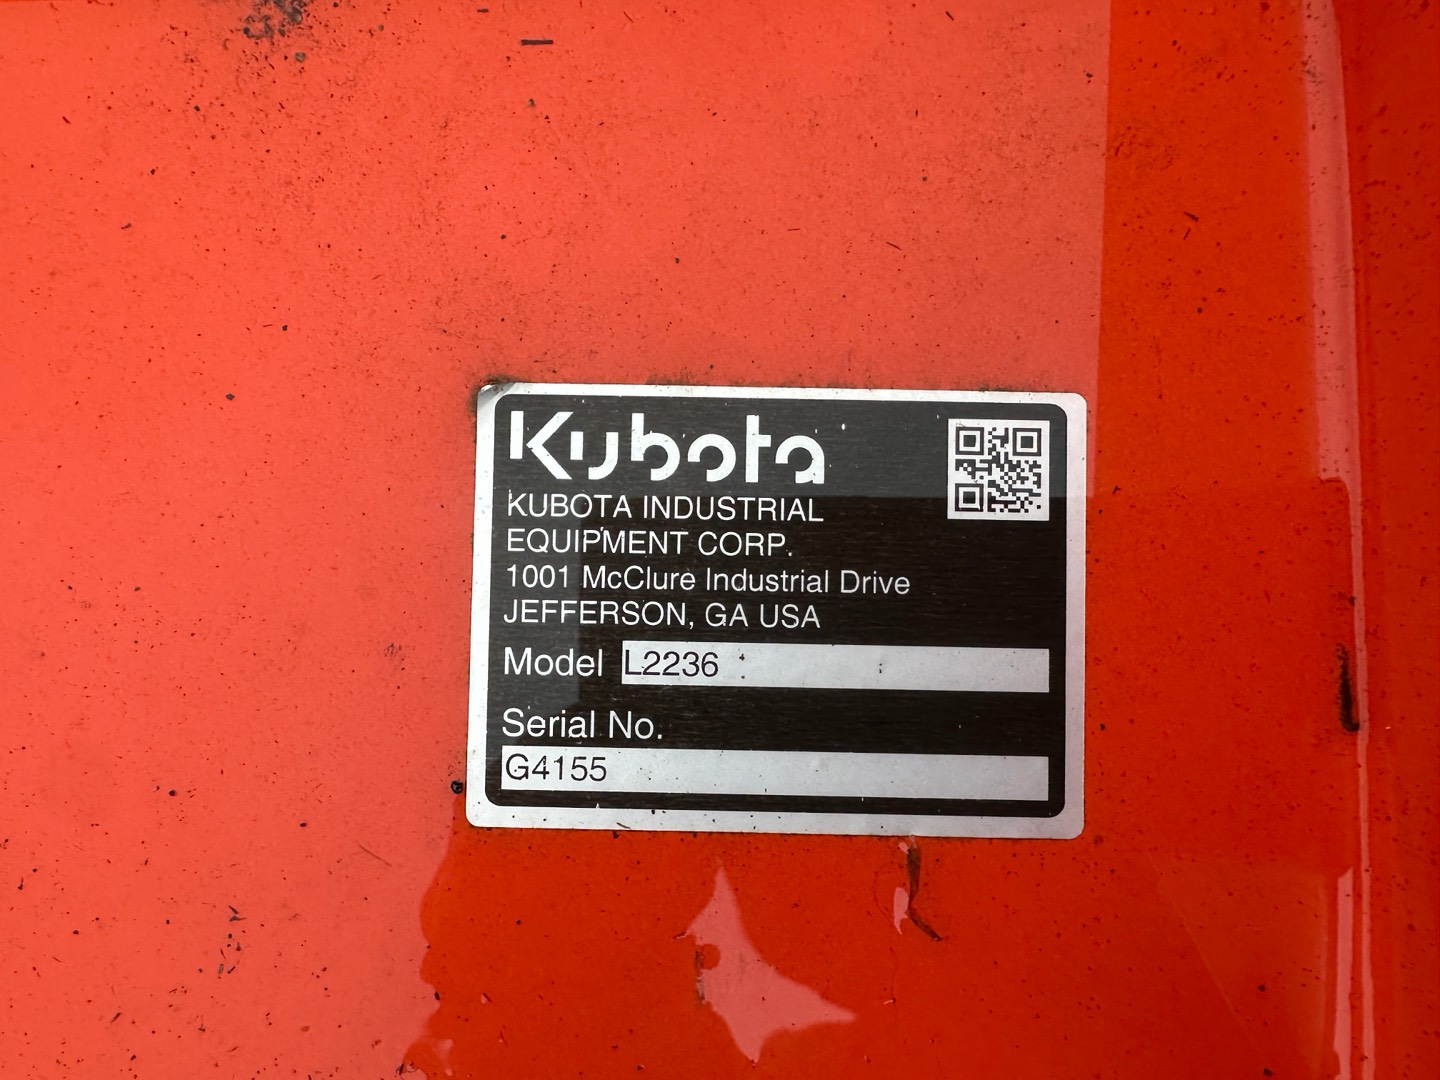 Kubota
KUBOTA INDUSTRIAL
EQUIPMENT CORP.
1001 McClure Industrial Drive
JEFFERSON, GA USA
Model L2236
Serial No.
G4155